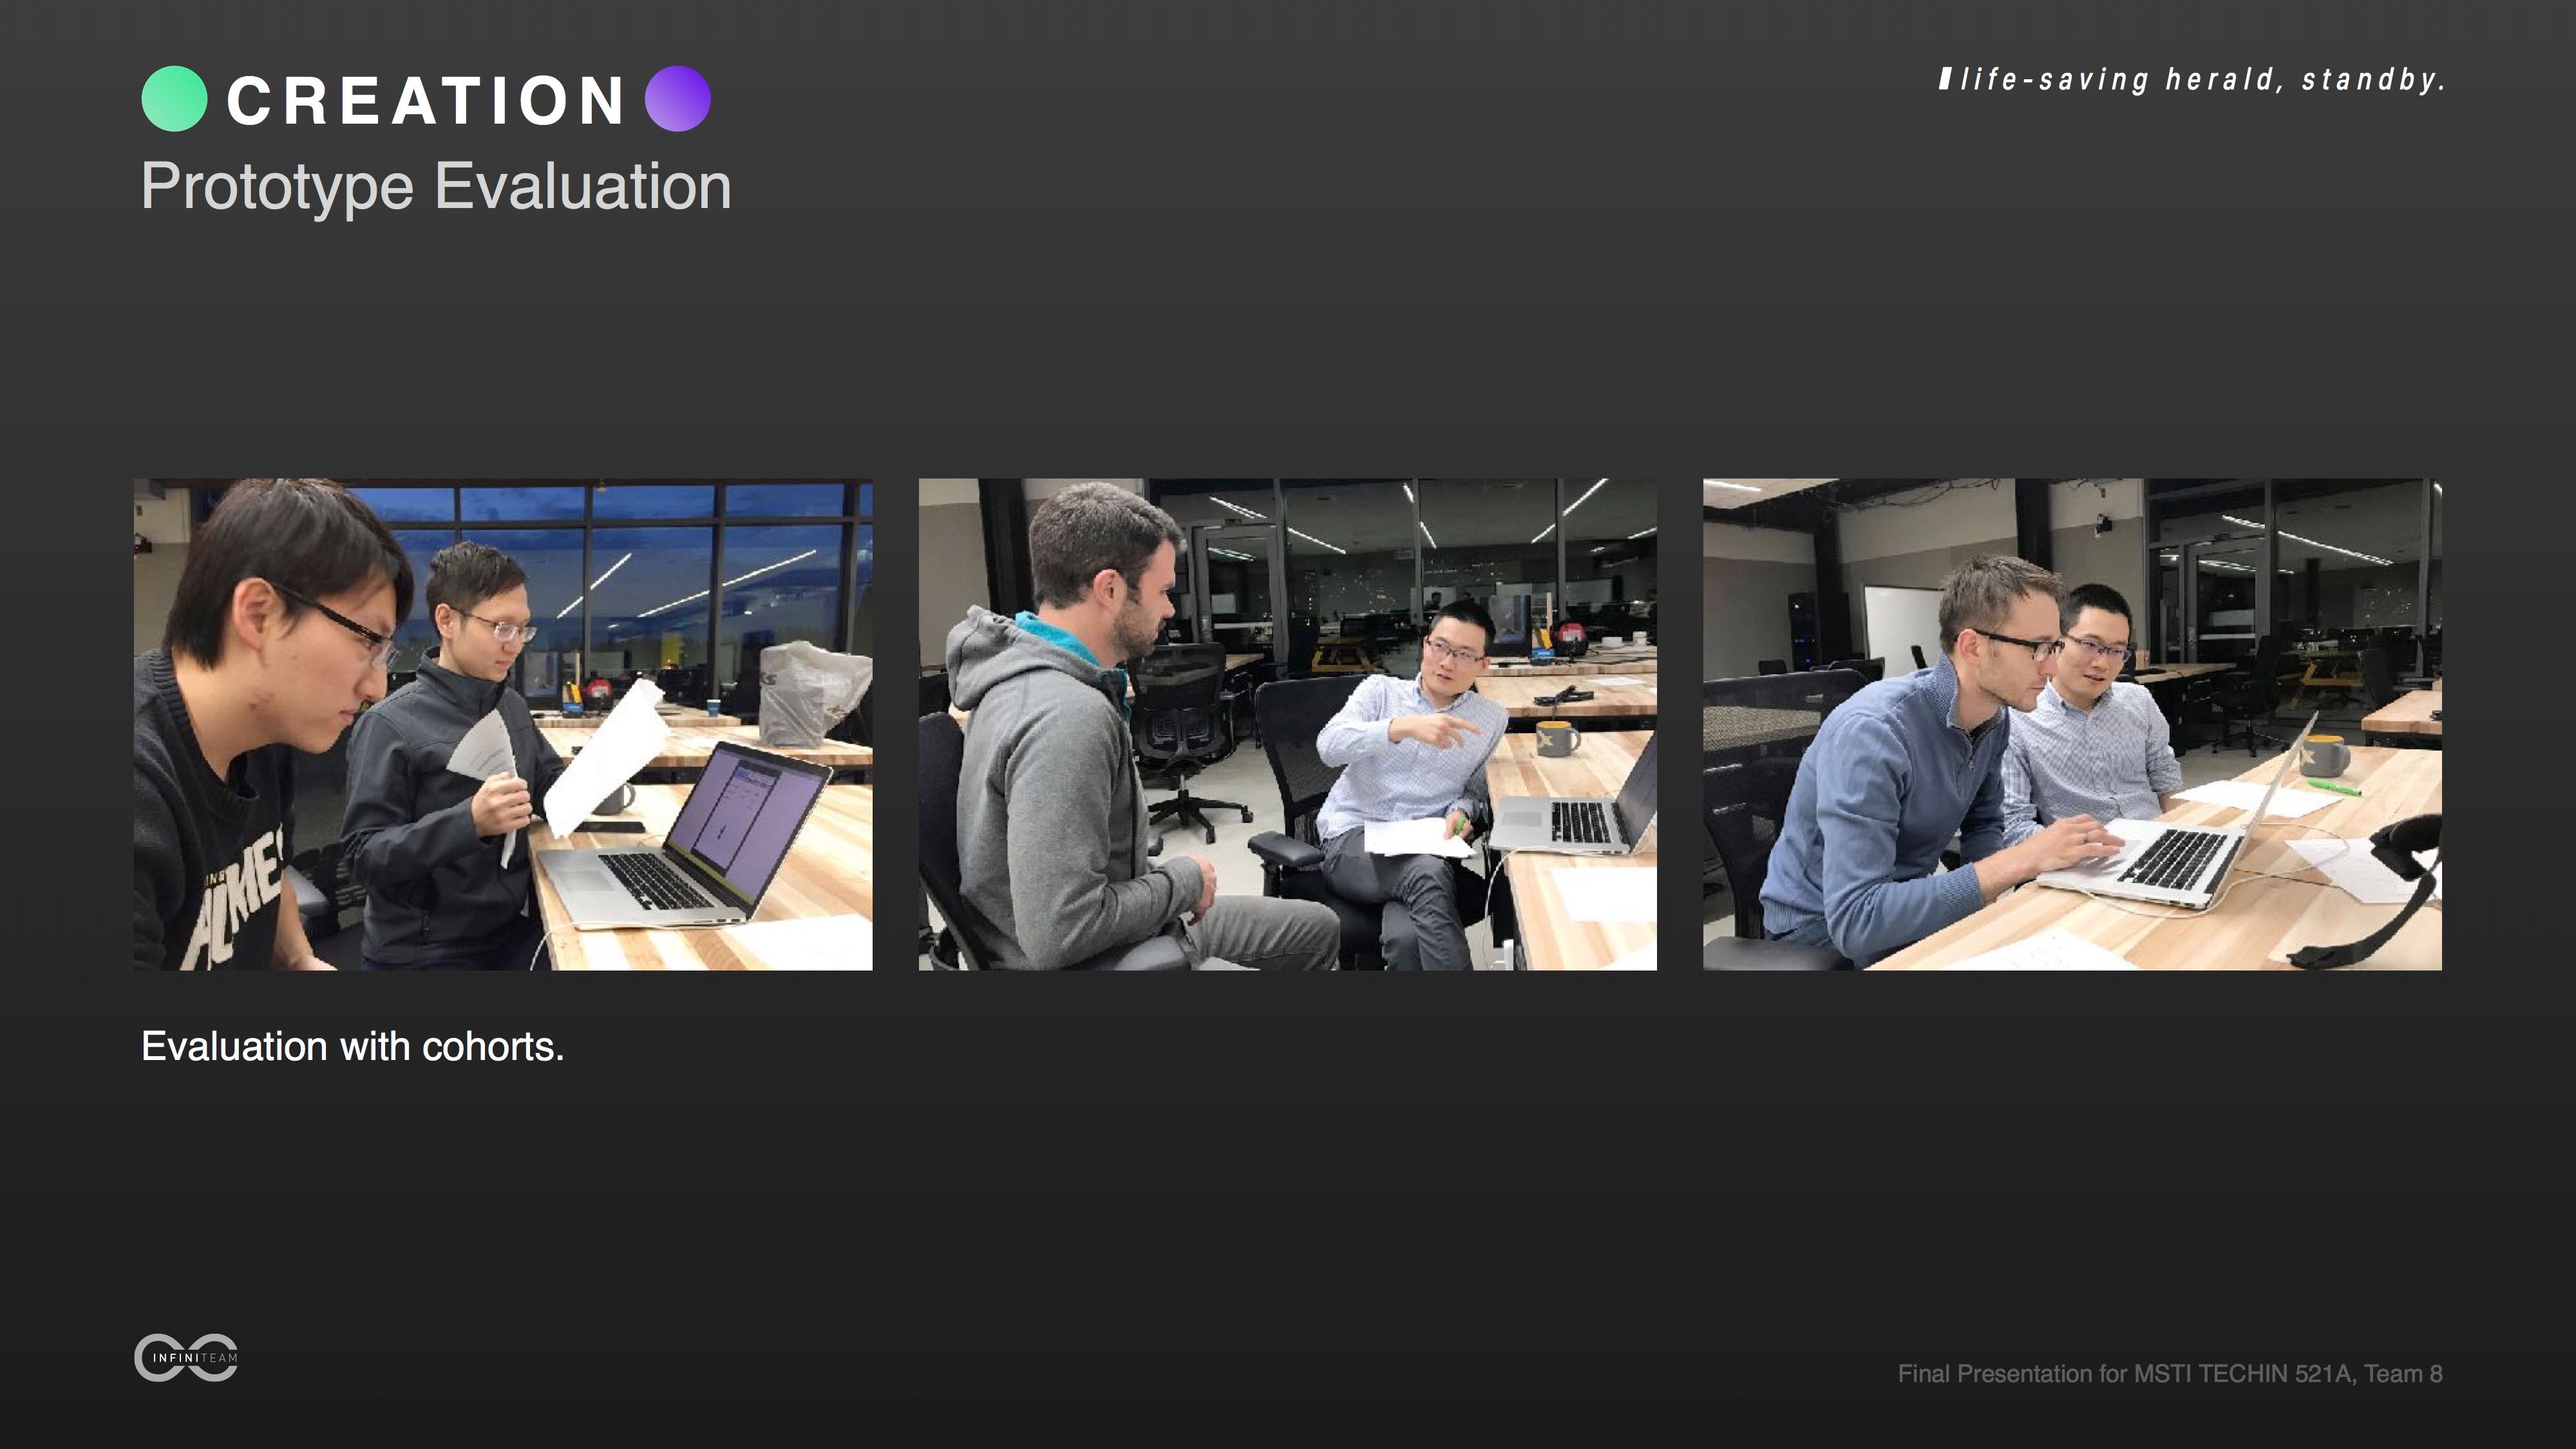 CREATION
life-saving herald, standby.
Prototype Evaluation
Evaluation with cohorts.
INFINITEAM
Final Presentation for MSTI TECHIN 521A, Team 8